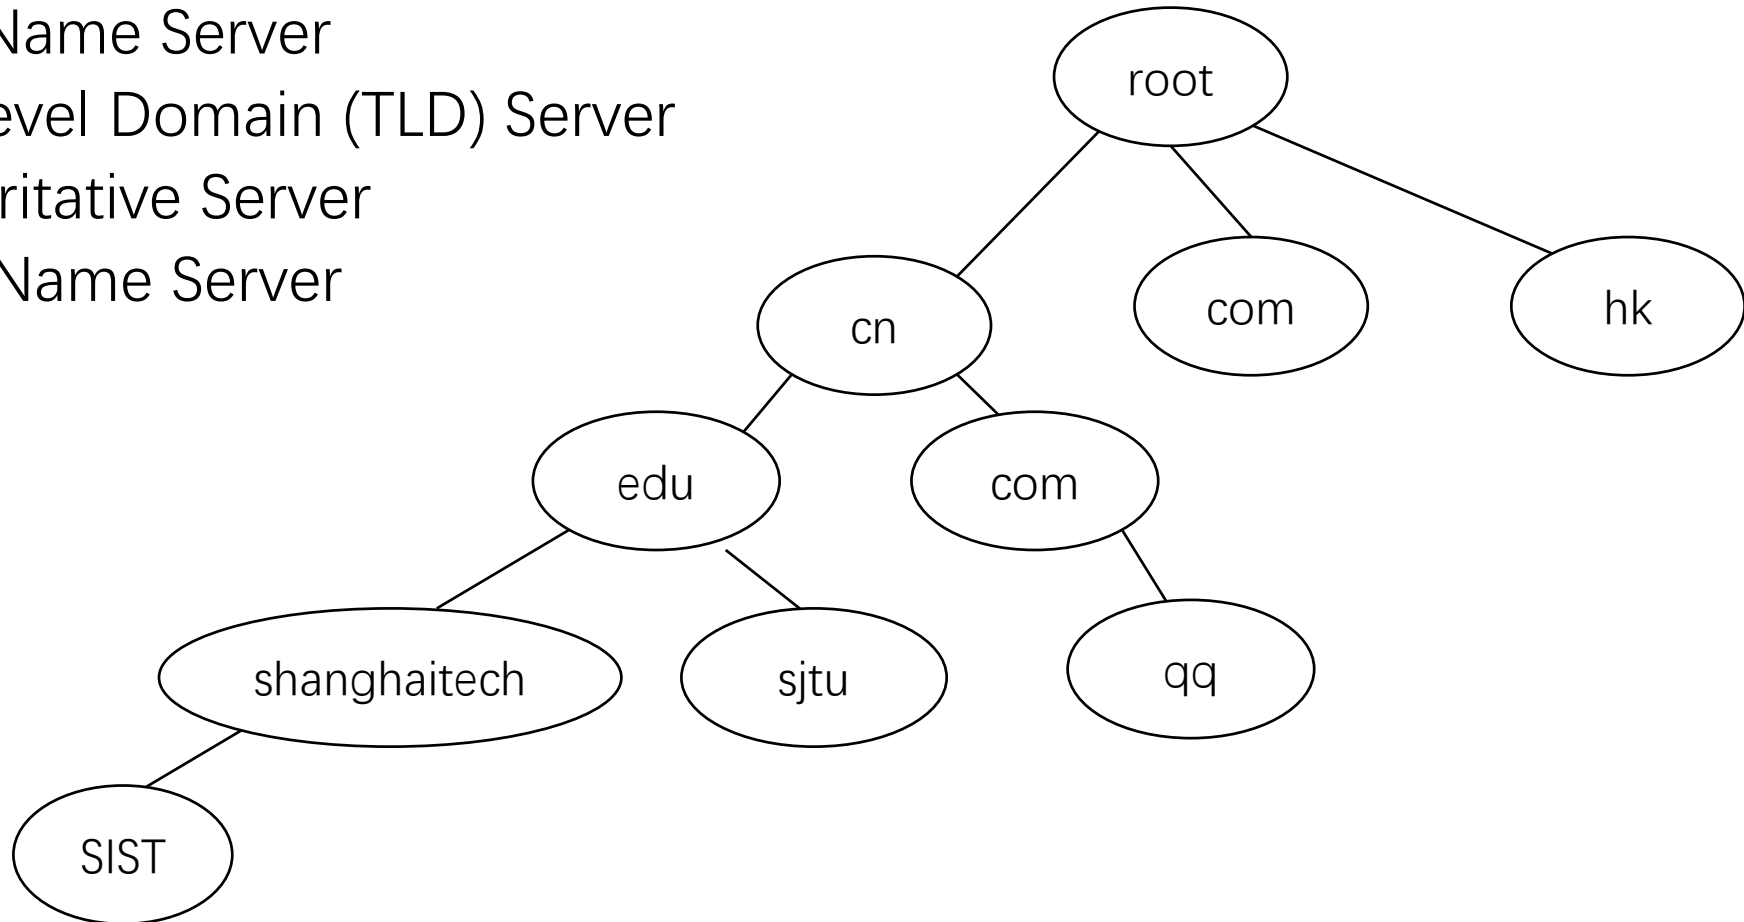 Name Server
evel Domain (TLD) Server
ritative Server
Name Server
root
cn
com
hk
edu
com
shanghaitech
sjtu
qq
SIST